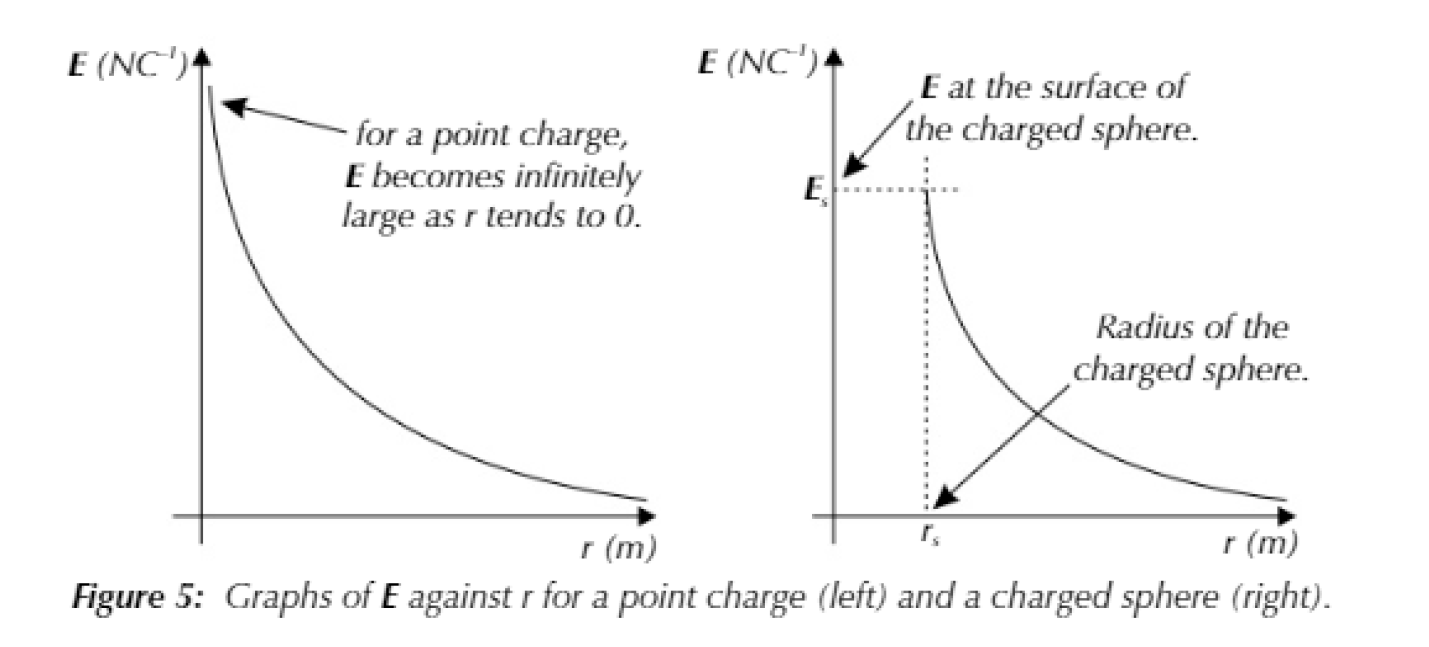 E (NC⁻¹)
for a point charge,
E becomes infinitely
large as r tends to 0.
r (m)
E (NC⁻¹)
E at the surface of
the charged sphere.
Eₛ
Radius of the
charged sphere.
rₛ
r (m)
Figure 5: Graphs of E against r for a point charge (left) and a charged sphere (right).